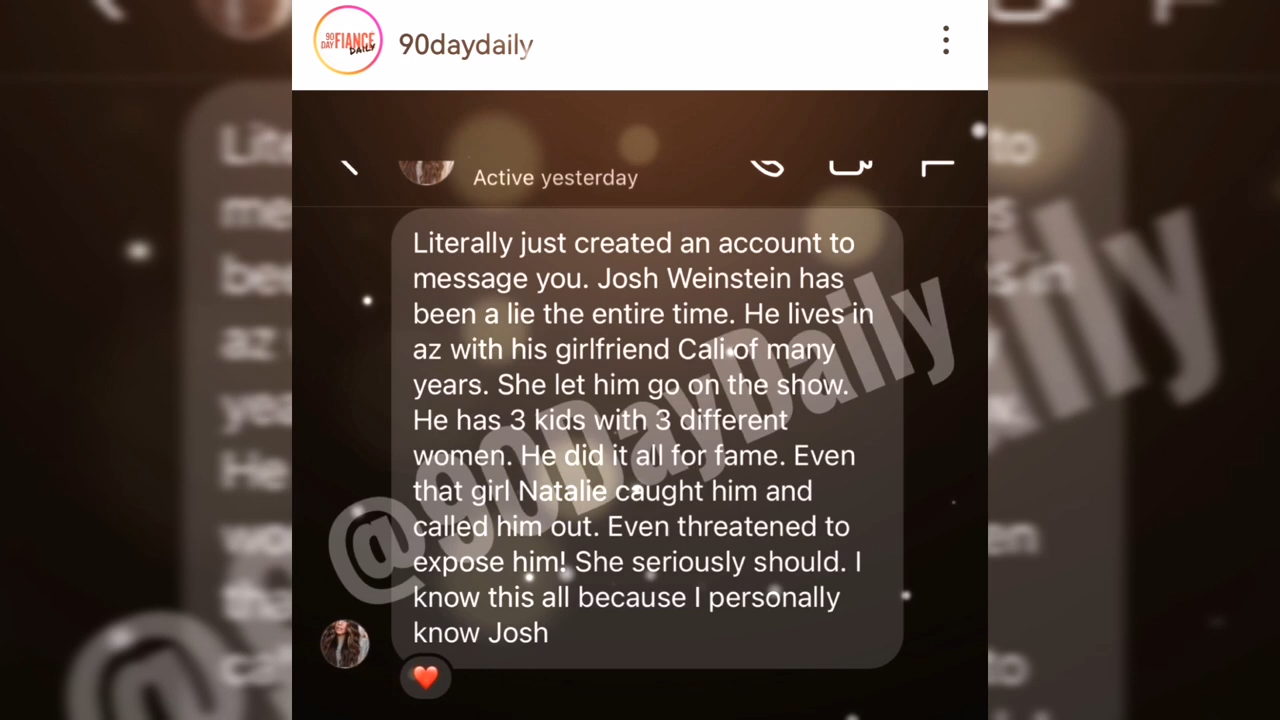 90 DAY FIANCE DAILY
90daydaily
Active yesterday
Literally just created an account to
message you. Josh Weinstein has
been a lie the entire time. He lives in
az with his girlfriend Cali of many
years. She let him go on the show.
He has 3 kids with 3 different
women. He did it all for fame. Even
that girl Natalie caught him and
called him out. Even threatened to
expose him! She seriously should. I
know this all because I personally
know Josh
@90DayDaily